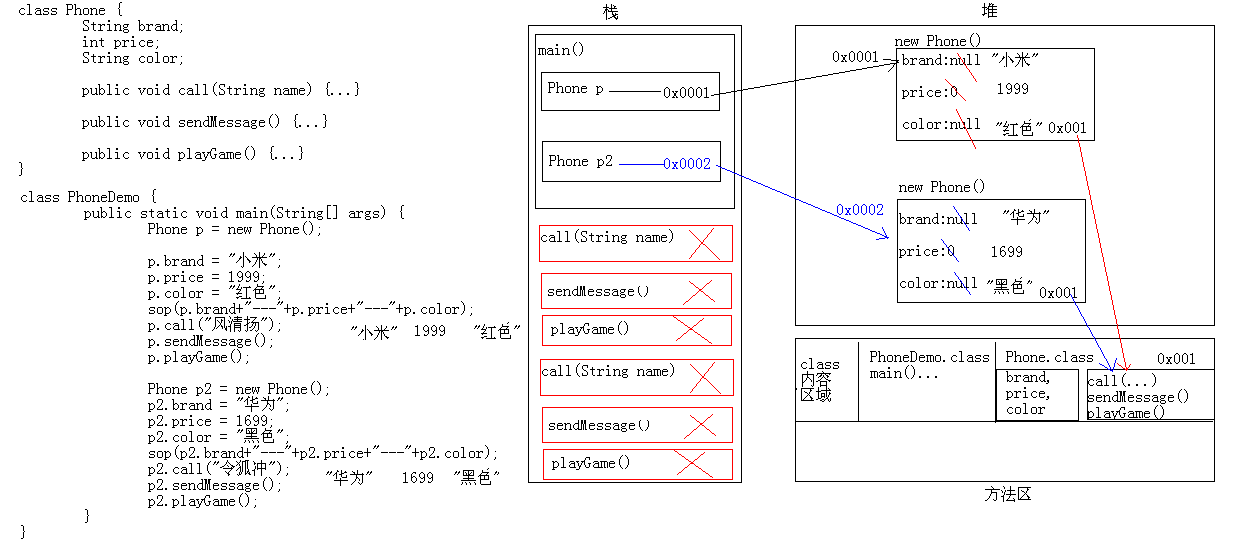 class Phone {
String brand;
int price;
String color;
public void call(String name) {...}
public void sendMessage() {...}
public void playGame() {...}
}
class PhoneDemo {
public static void main(String[] args) {
Phone p = new Phone();
p.brand = "小米";
p.price = 1999;
p.color = "红色";
sop(p.brand+"---"+p.price+"---"+p.color);
p.call("风清扬");
"小米" 1999 "红色"
p.sendMessage();
p.playGame();
Phone p2 = new Phone();
p2.brand = "华为";
p2.price = 1699;
p2.color = "黑色";
sop(p2.brand+"---"+p2.price+"---"+p2.color);
p2.call("令狐冲");
"华为" 1699 "黑色"
p2.sendMessage();
p2.playGame();
}
}
栈
main()
Phone p 0x0001
Phone p2 0x0002
call(String name)
sendMessage()
playGame()
call(String name)
sendMessage()
playGame()
堆
new Phone()
0x0001
brand:null "小米"
price:0 1999
color:null "红色" 0x001
new Phone()
0x0002
brand:null "华为"
price:0 1699
color:null "黑色" 0x001
class
内容
区域
PhoneDemo.class
main()...
Phone.class 0x001
brand,
price,
color
call(...)
sendMessage()
playGame()
方法区